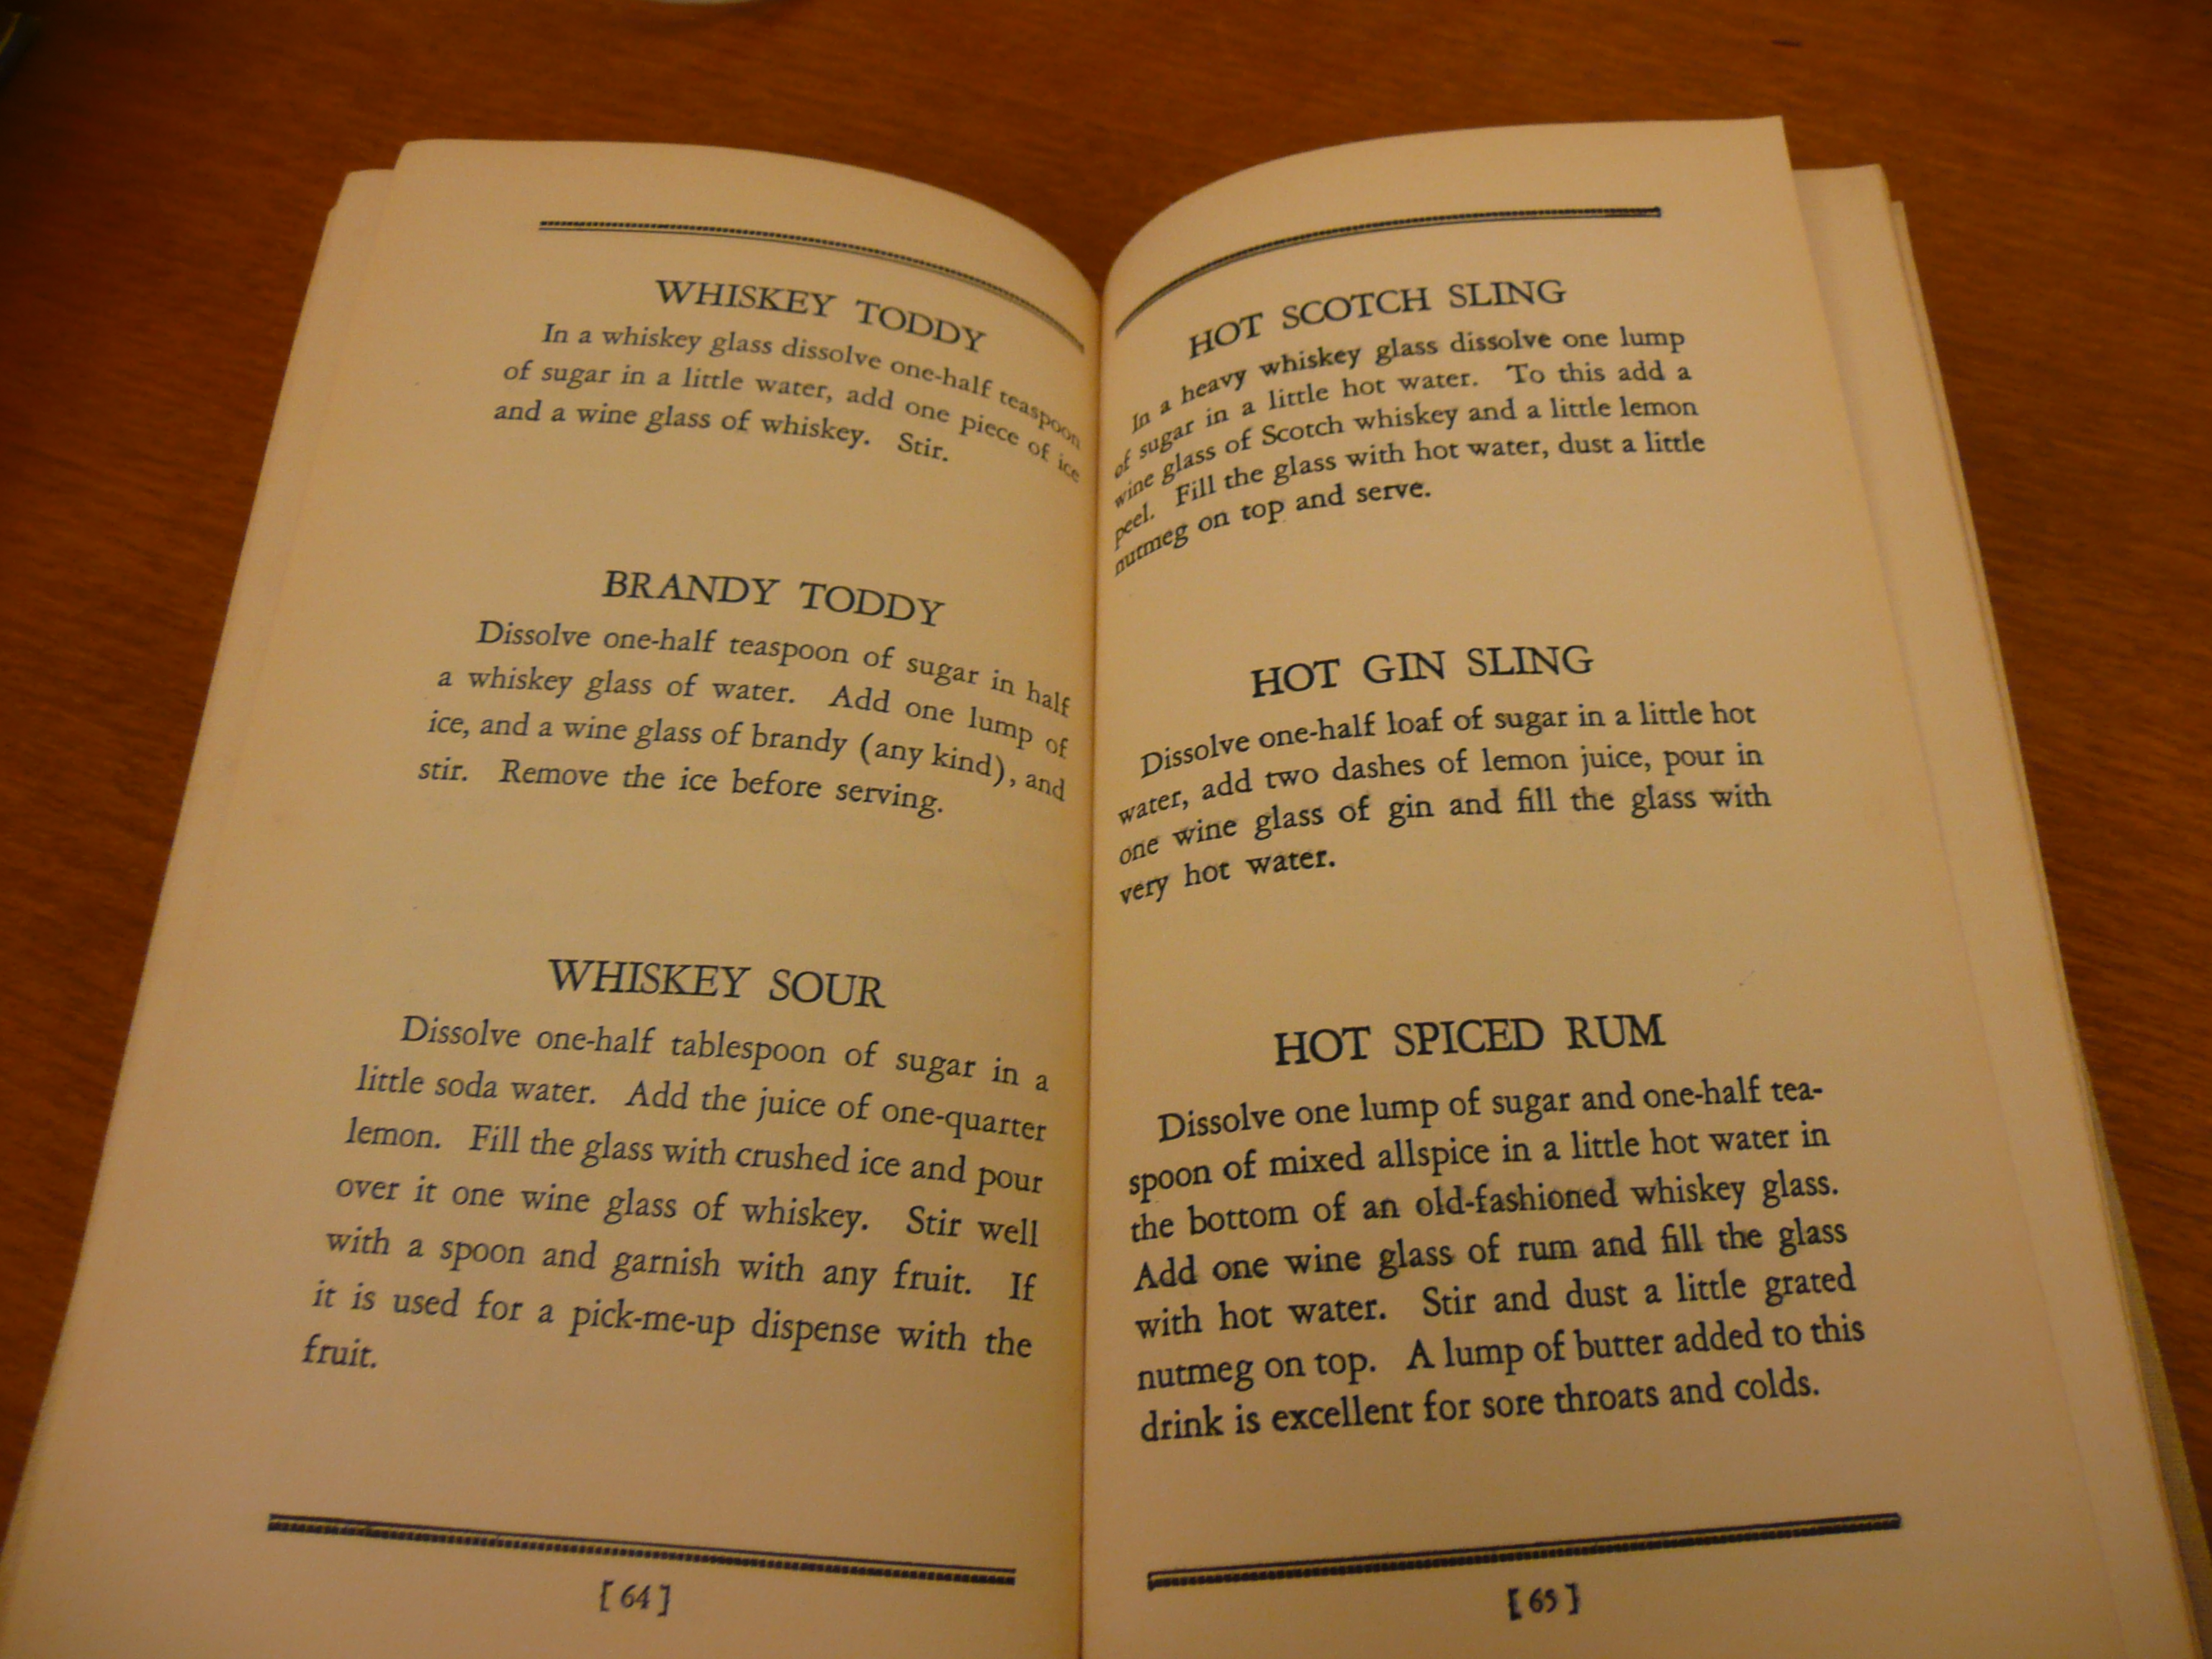 WHISKEY TODDY
In a whiskey glass dissolve one-half teaspoon
of sugar in a little water, add one piece of ice
and a wine glass of whiskey. Stir.
BRANDY TODDY
Dissolve one-half teaspoon of sugar in half
a whiskey glass of water. Add one lump of
ice, and a wine glass of brandy (any kind), and
stir. Remove the ice before serving.
WHISKEY SOUR
Dissolve one-half tablespoon of sugar in a
little soda water. Add the juice of one-quarter
lemon. Fill the glass with crushed ice and pour
over it one wine glass of whiskey. Stir well
with a spoon and garnish with any fruit. If
it is used for a pick-me-up dispense with the
fruit.
[ 64 ]
HOT SCOTCH SLING
In a heavy whiskey glass dissolve one lump
of sugar in a little hot water. To this add a
wine glass of Scotch whiskey and a little lemon
peel. Fill the glass with hot water, dust a little
nutmeg on top and serve.
HOT GIN SLING
Dissolve one-half loaf of sugar in a little hot
water, add two dashes of lemon juice, pour in
one wine glass of gin and fill the glass with
very hot water.
HOT SPICED RUM
Dissolve one lump of sugar and one-half tea-
spoon of mixed allspice in a little hot water in
the bottom of an old-fashioned whiskey glass.
Add one wine glass of rum and fill the glass
with hot water. Stir and dust a little grated
nutmeg on top. A lump of butter added to this
drink is excellent for sore throats and colds.
[ 65 ]